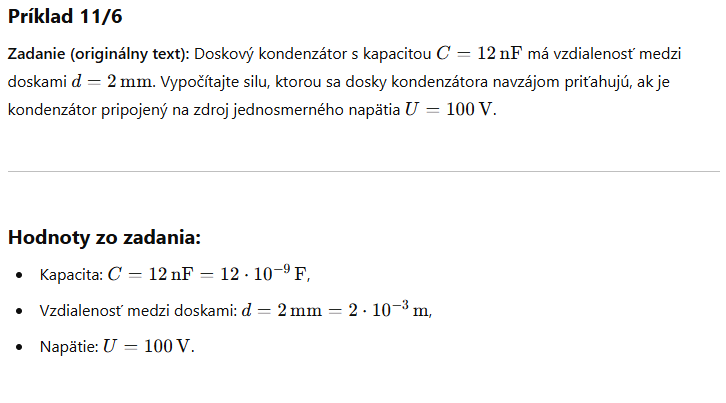 Príklad 11/6
Zadanie (originálny text): Doskový kondenzátor s kapacitou C = 12 nF má vzdialenosť medzi
doskami d = 2 mm. Vypočítajte silu, ktorou sa dosky kondenzátora navzájom priťahujú, ak je
kondenzátor pripojený na zdroj jednosmerného napätia U = 100 V.
Hodnoty zo zadania:
• Kapacita: C = 12 nF = 12 · 10⁻⁹ F,
• Vzdialenosť medzi doskami: d = 2 mm = 2 · 10⁻³ m,
• Napätie: U = 100 V.